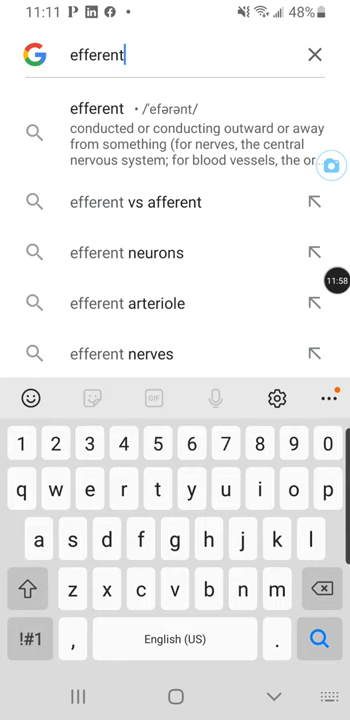 11:11 P in f • 48%
efferent
efferent • /ˈefərənt/
conducted or conducting outward or away
from something (for nerves, the central
nervous system; for blood vessels, the or...
efferent vs afferent
11:58
efferent neurons
efferent arteriole
efferent nerves
GIF
1 2 3 4 5 6 7 8 9 0
q w e r t y u i o p
a s d f g h j k l
z x c v b n m
!#1 , English (US) .